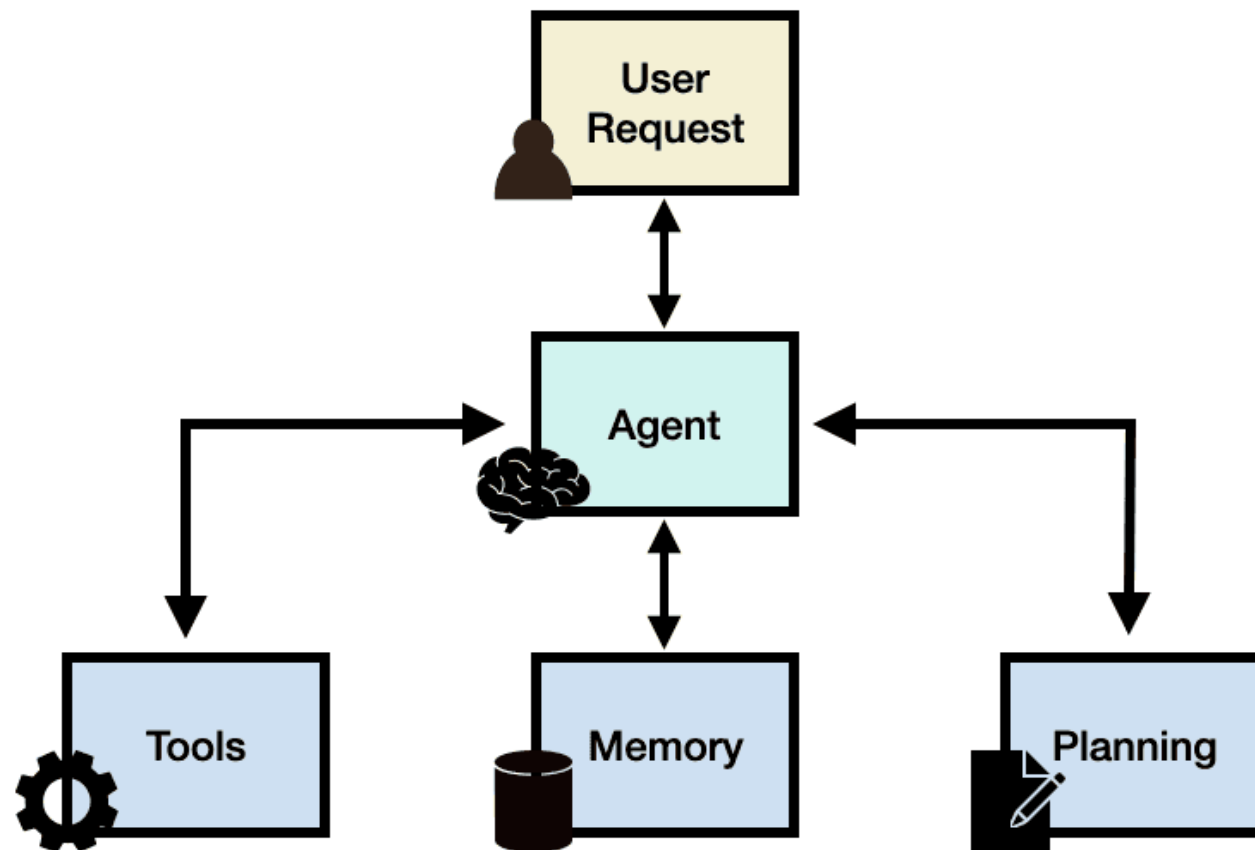 User
Request
Agent
Tools
Memory
Planning